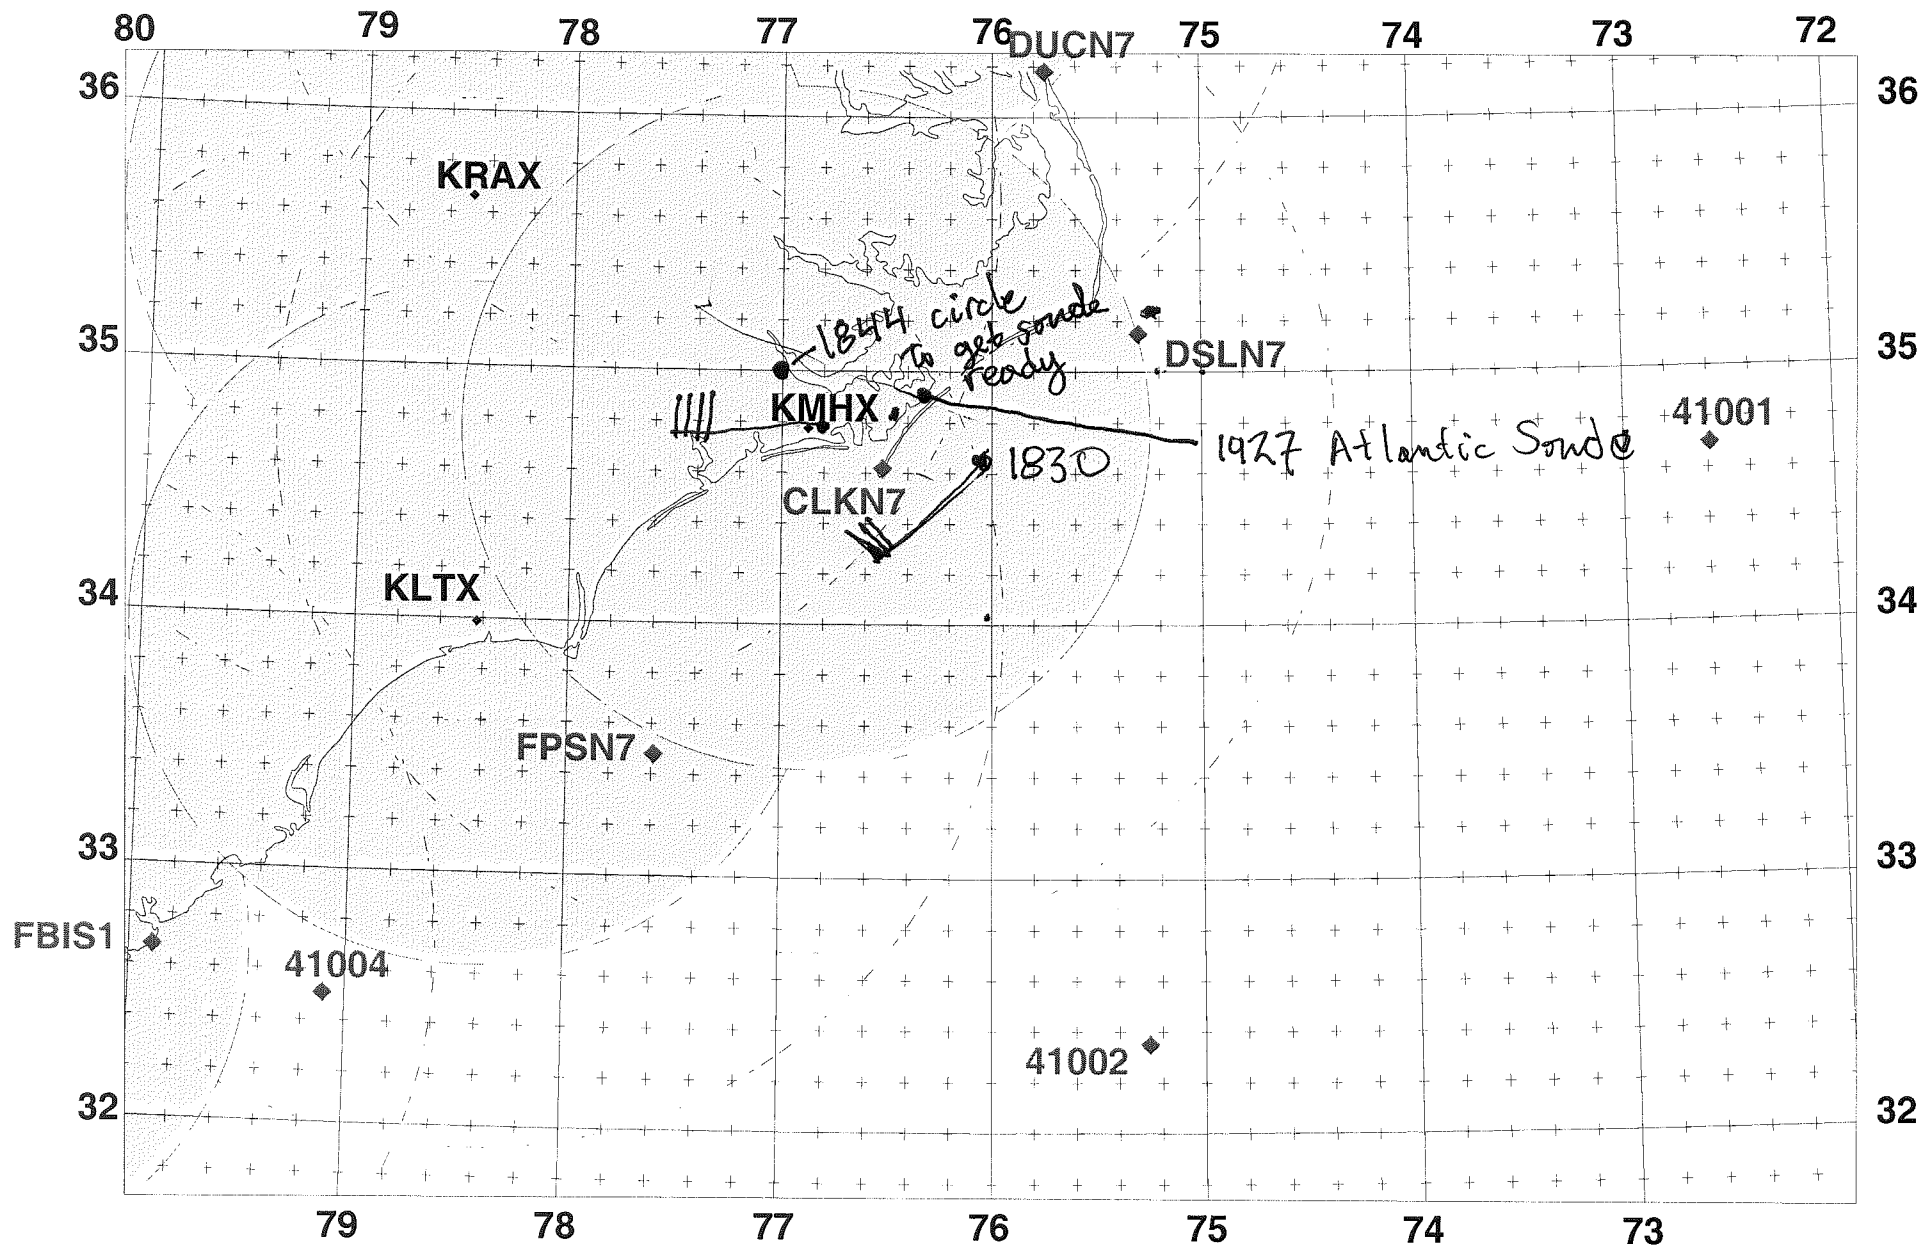 80 79 78 77 76 75 74 73 72
DUCN7
36 36
KRAX
1844 circle
to get sonde
ready
35 35
DSLN7
KMHX
41001
1927 Atlantic Sonde
1830
CLKN7
KLTX
34 34
FPSN7
33 33
FBIS1
41004
41002
32 32
79 78 77 76 75 74 73